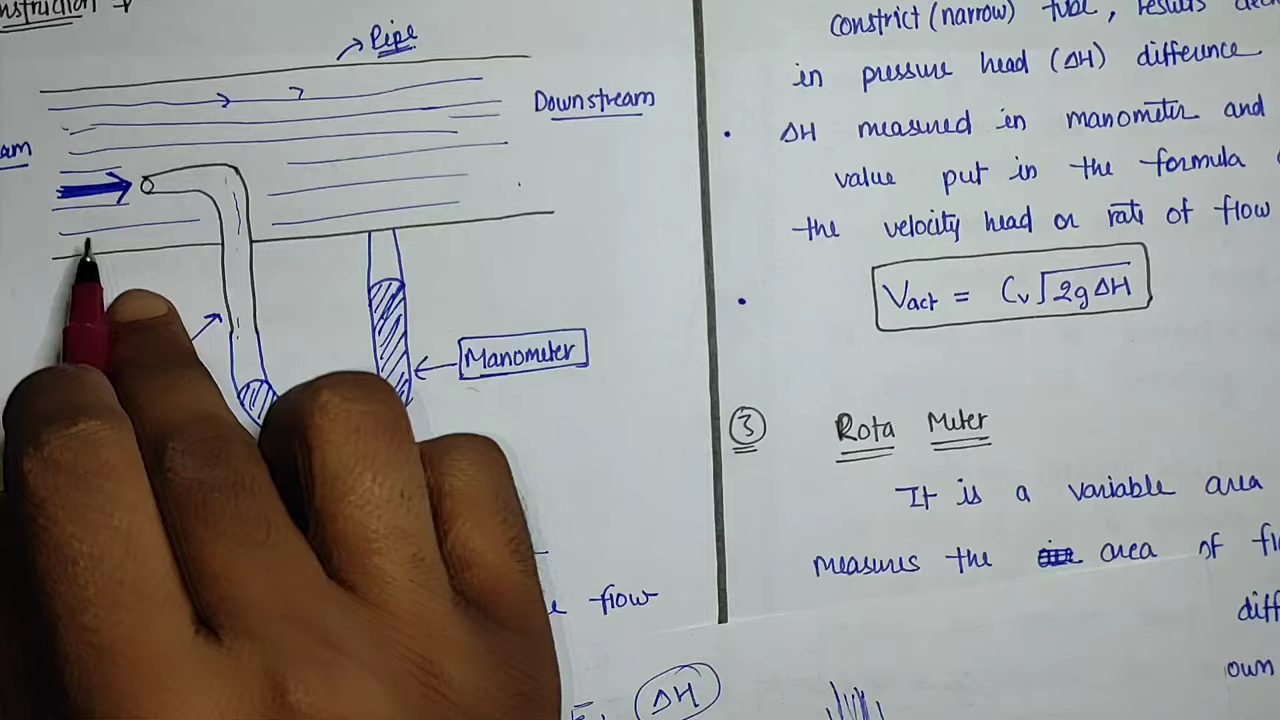 Pipe
Downstream
Manometer
flow
ΔH
constrict (narrow) tube, results
in pressure head (ΔH) difference
• ΔH measured in manometer and
value put in the formula
the velocity head or rate of flow
• Vact = Cv√2gΔH
③ Rota Meter
It is a variable area
measures the area of
own